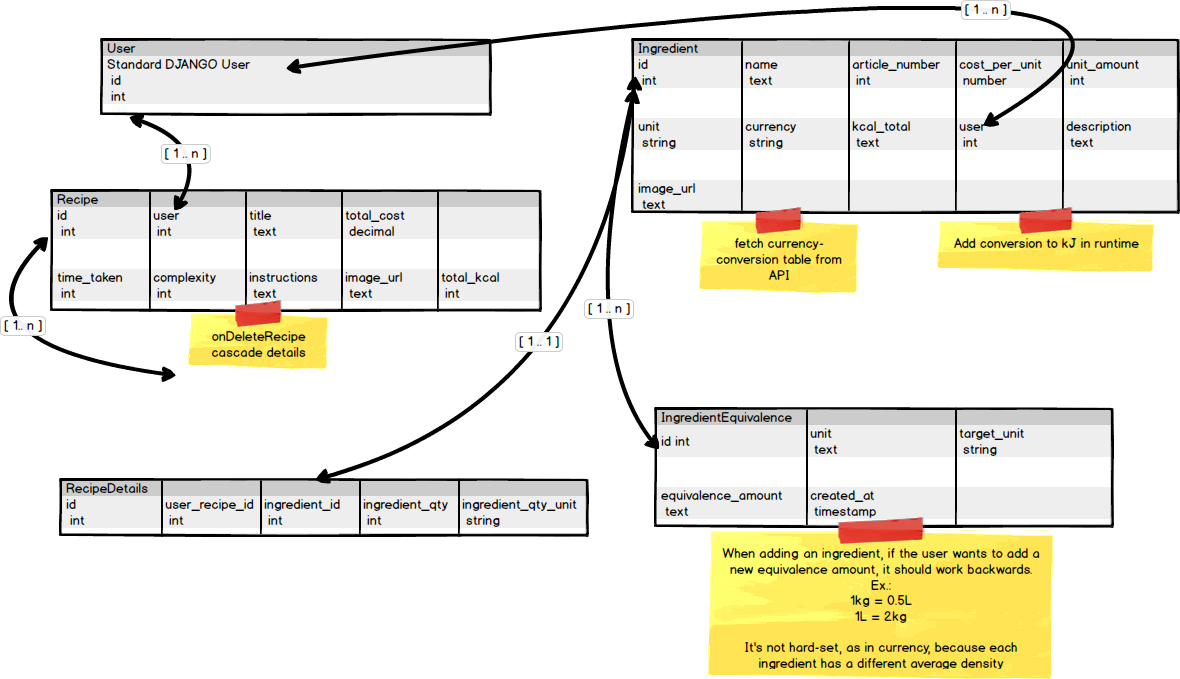 [ 1.. n ]
User
Standard DJANGO User
id
int
[ 1.. n ]
Recipe
id user title total_cost
int int text decimal
time_taken complexity instructions image_url total_kcal
int int text text int
[ 1.. n ]
onDeleteRecipe
cascade details
Ingredient
id name article_number cost_per_unit unit_amount
int text int number int
unit currency kcal_total user description
string string text int text
image_url
text
fetch currency-
conversion table from
API
Add conversion to kJ in runtime
[ 1.. n ]
[ 1.. 1 ]
RecipeDetails
id user_recipe_id ingredient_id ingredient_qty ingredient_qty_unit
int int int int string
IngredientEquivalence
id int unit target_unit
text string
equivalence_amount created_at
text timestamp
When adding an ingredient, if the user wants to add a
new equivalence amount, it should work backwards.
Ex.:
1kg = 0.5L
1L = 2kg
It's not hard-set, as in currency, because each
ingredient has a different average density